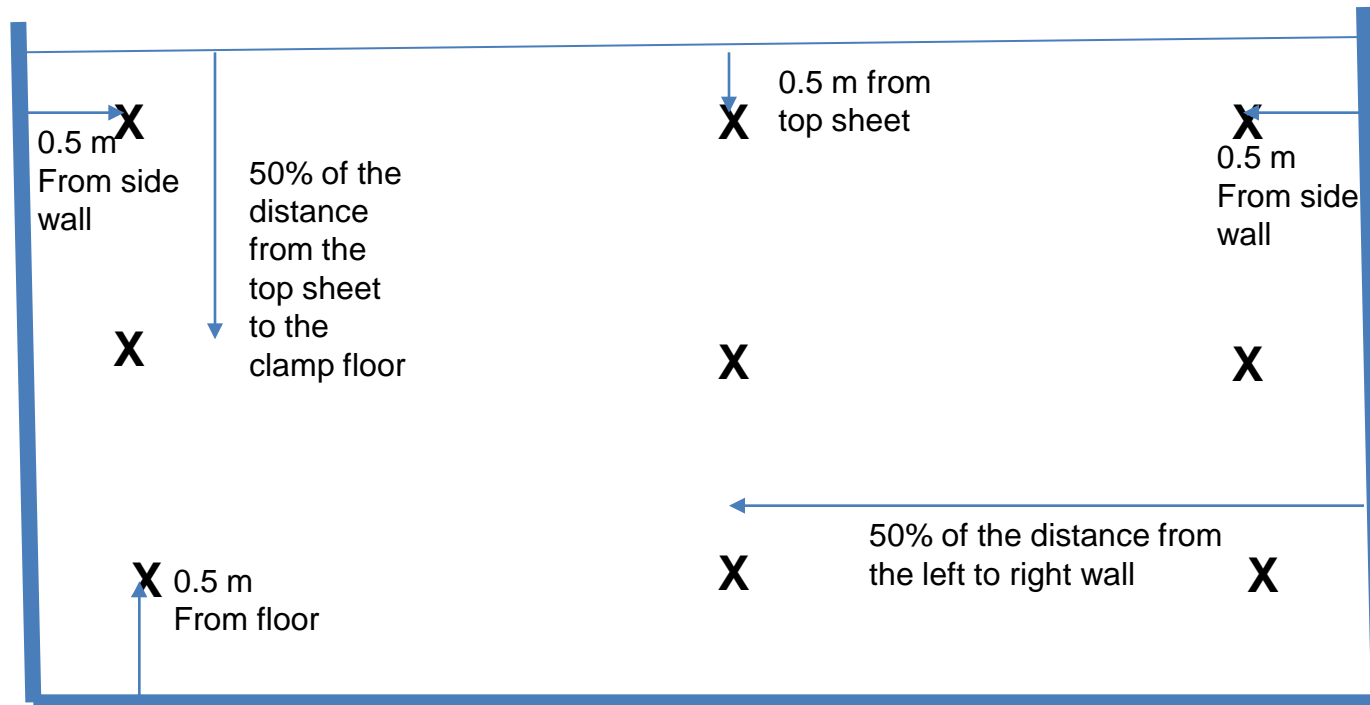 X
0.5 m
From side
wall
50% of the
distance
from the
top sheet
to the
clamp floor
X
0.5 m from
top sheet
X
0.5 m
From side
wall
X
X
X
X
0.5 m
From floor
X
50% of the distance from
the left to right wall
X